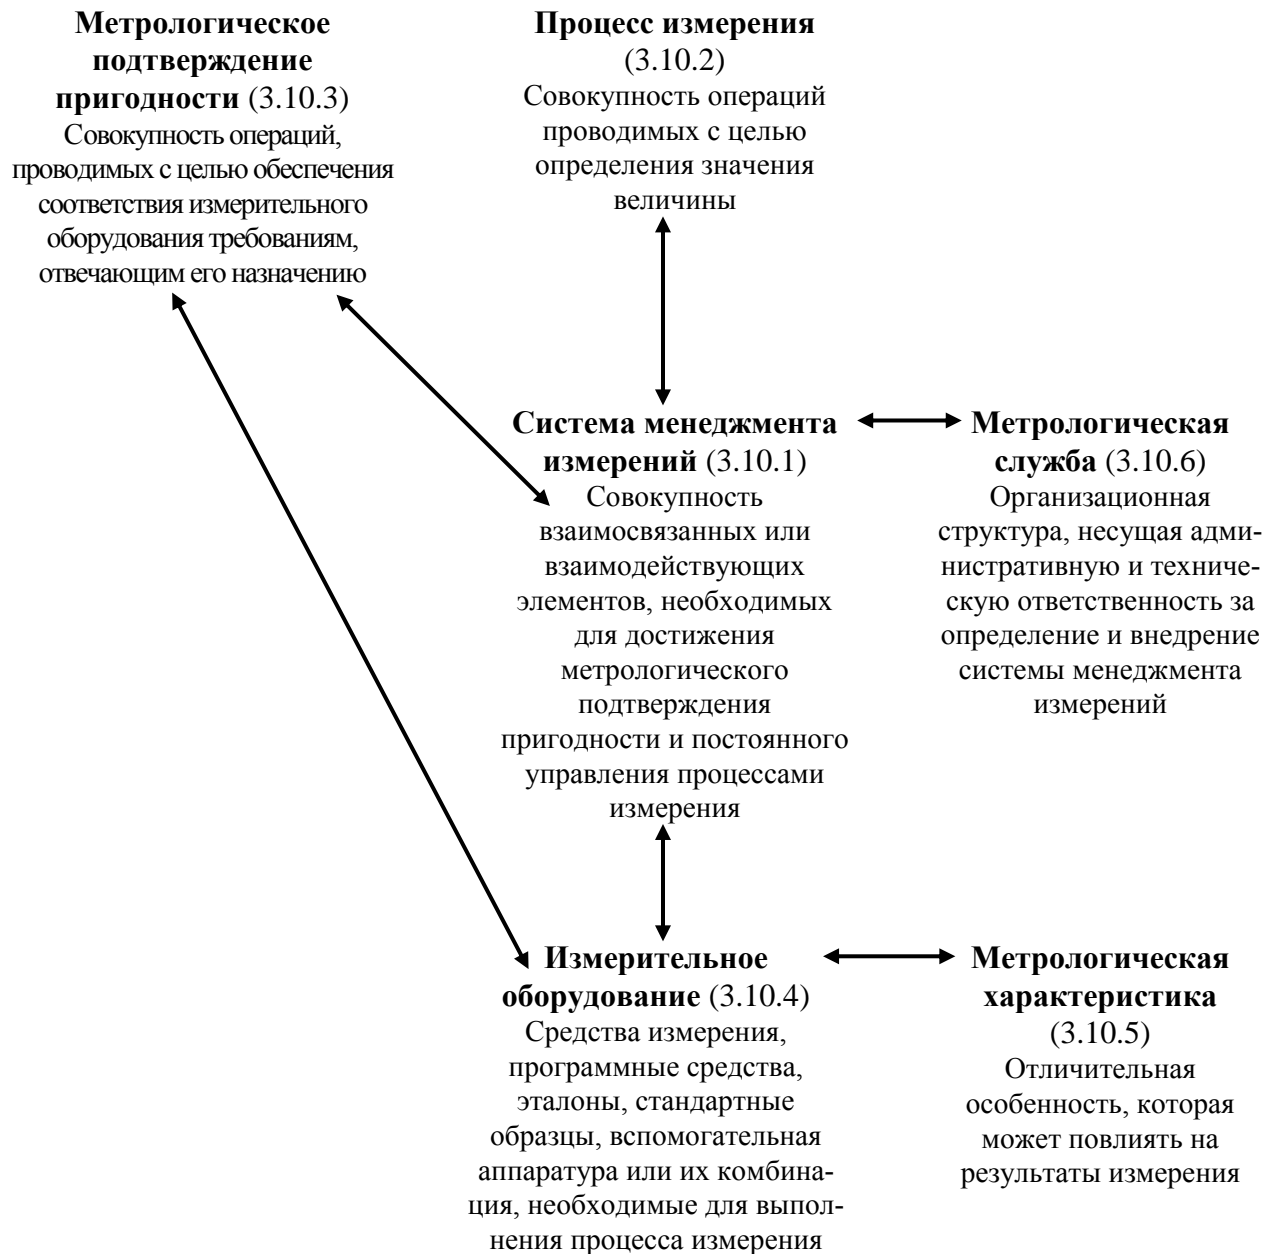 Метрологическое
подтверждение
пригодности (3.10.3)
Совокупность операций,
проводимых с целью обеспечения
соответствия измерительного
оборудования требованиям,
отвечающим его назначению
Процесс измерения
(3.10.2)
Совокупность операций
проводимых с целью
определения значения
величины
Система менеджмента
измерений (3.10.1)
Совокупность
взаимосвязанных или
взаимодействующих
элементов, необходимых
для достижения
метрологического
подтверждения
пригодности и постоянного
управления процессами
измерения
Метрологическая
служба (3.10.6)
Организационная
структура, несущая адми-
нистративную и техниче-
скую ответственность за
определение и внедрение
системы менеджмента
измерений
Измерительное
оборудование (3.10.4)
Средства измерения,
программные средства,
эталоны, стандартные
образцы, вспомогательная
аппаратура или их комбина-
ция, необходимые для выпол-
нения процесса измерения
Метрологическая
характеристика
(3.10.5)
Отличительная
особенность, которая
может повлиять на
результаты измерения